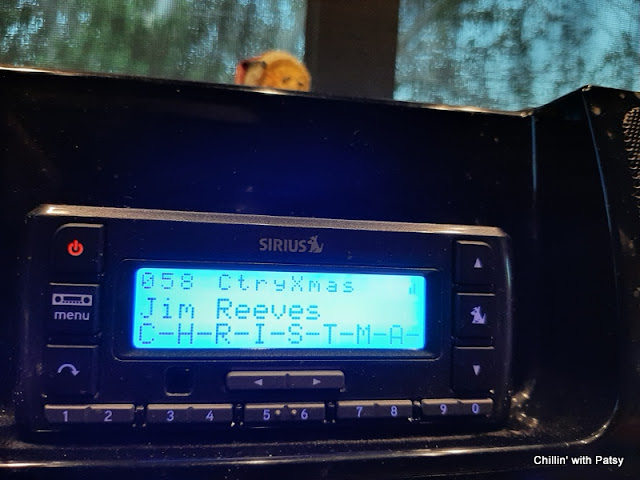 SIRIUS
058 CtryXmas
Jim Reeves
C-H-R-I-S-T-M-A-
menu
1 2 3 4 5 6 7 8 9 0
Chillin' with Patsy